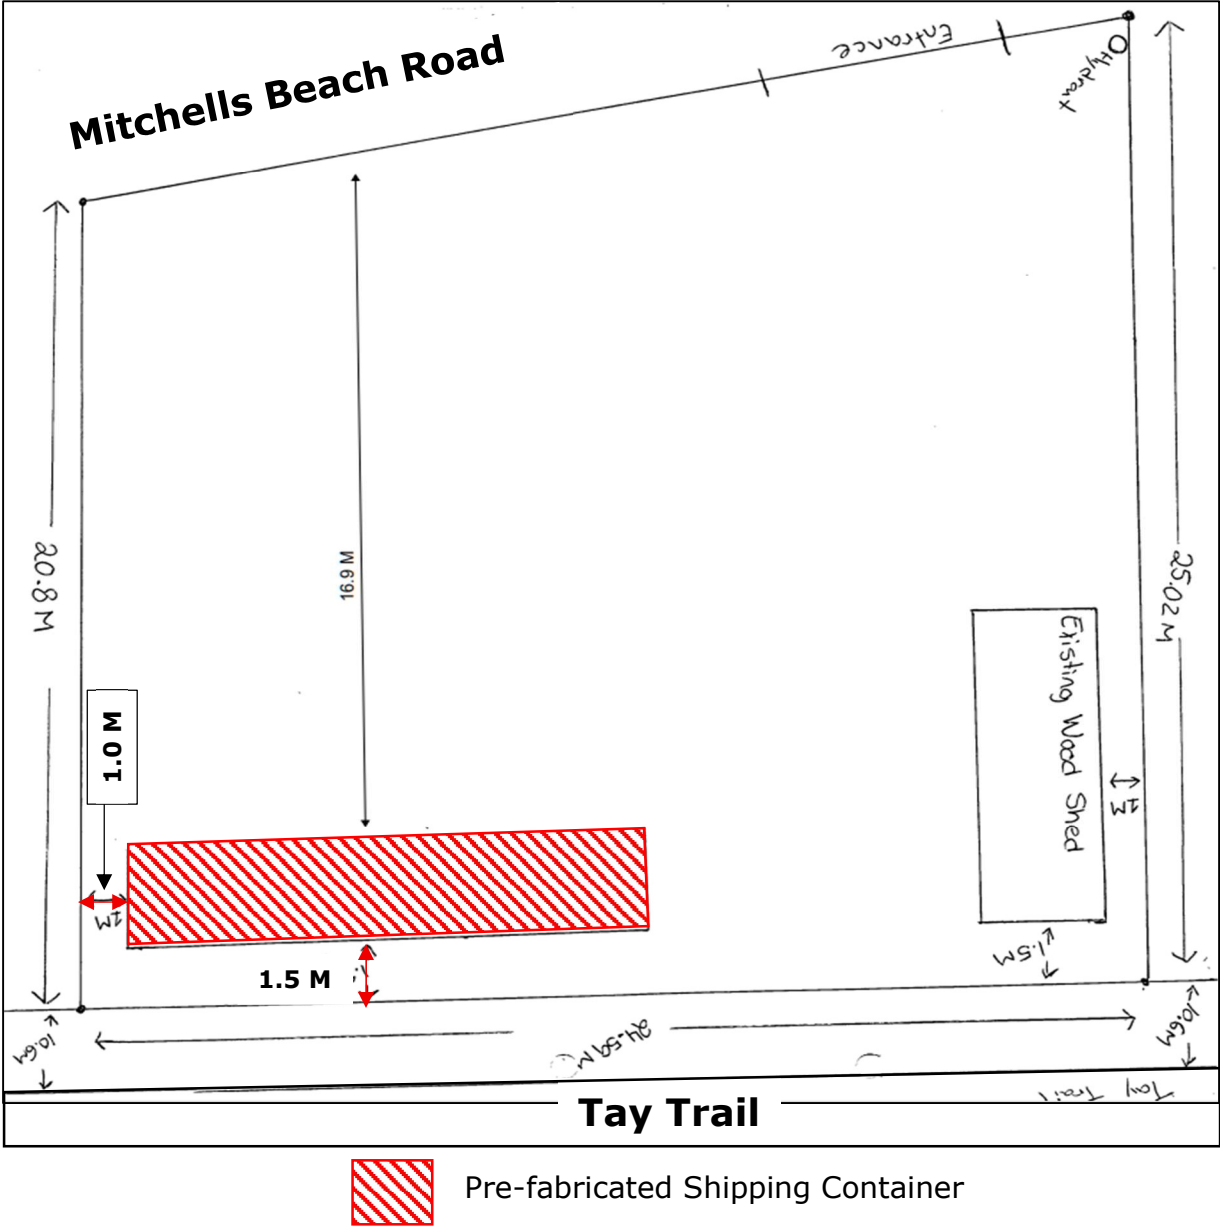 Mitchells Beach Road
Entrance
Hydrant
20.8 M
16.9 M
25.02 M
Existing Wood Shed
1M
1.0 M
1M
1.5 M
1.5M
10.6M
24.59 M
10.6M
Tay Trail
Tay Trail
Pre-fabricated Shipping Container